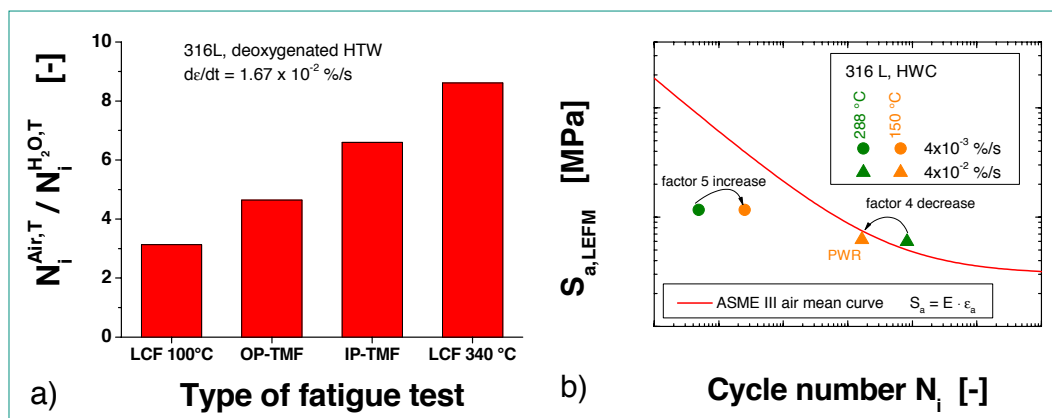 10
8
6
4
2
0
N_i^Air,T / N_i^H₂O,T [-]
316L, deoxygenated HTW
dε/dt = 1.67 x 10⁻² %/s
LCF 100°C OP-TMF IP-TMF LCF 340 °C
a) Type of fatigue test
S_a,LEFM [MPa]
316 L, HWC
288 °C 150 °C
4x10⁻³ %/s
4x10⁻² %/s
factor 5 increase
factor 4 decrease
PWR
ASME III air mean curve S_a = E · ε_a
b) Cycle number N_i [-]